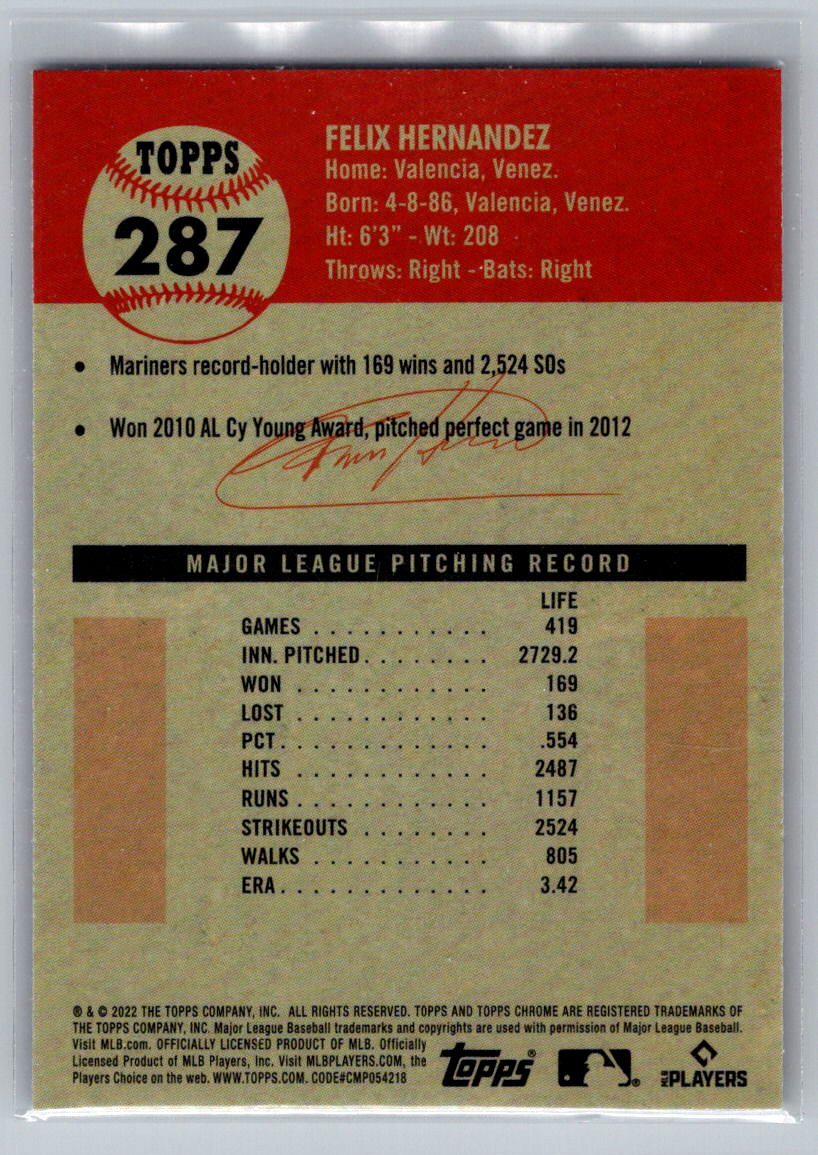 TOPPS
287
FELIX HERNANDEZ
Home: Valencia, Venez.
Born: 4-8-86, Valencia, Venez.
Ht: 6'3" - Wt: 208
Throws: Right - Bats: Right
• Mariners record-holder with 169 wins and 2,524 SOs
• Won 2010 AL Cy Young Award, pitched perfect game in 2012
MAJOR LEAGUE PITCHING RECORD
LIFE
GAMES . . . . . . . . . . . . 419
INN. PITCHED. . . . . . . . 2729.2
WON . . . . . . . . . . . . . 169
LOST . . . . . . . . . . . . . 136
PCT. . . . . . . . . . . . . . .554
HITS . . . . . . . . . . . . . 2487
RUNS . . . . . . . . . . . . . 1157
STRIKEOUTS . . . . . . . . 2524
WALKS . . . . . . . . . . . . 805
ERA. . . . . . . . . . . . . . 3.42
® & © 2022 THE TOPPS COMPANY, INC. ALL RIGHTS RESERVED. TOPPS AND TOPPS CHROME ARE REGISTERED TRADEMARKS OF
THE TOPPS COMPANY, INC. Major League Baseball trademarks and copyrights are used with permission of Major League Baseball.
Visit MLB.com. OFFICIALLY LICENSED PRODUCT OF MLB. Officially
Licensed Product of MLB Players, Inc. Visit MLBPLAYERS.COM, the
Players Choice on the web. WWW.TOPPS.COM. CODE#CMP054218
topps®
MLB PLAYERS